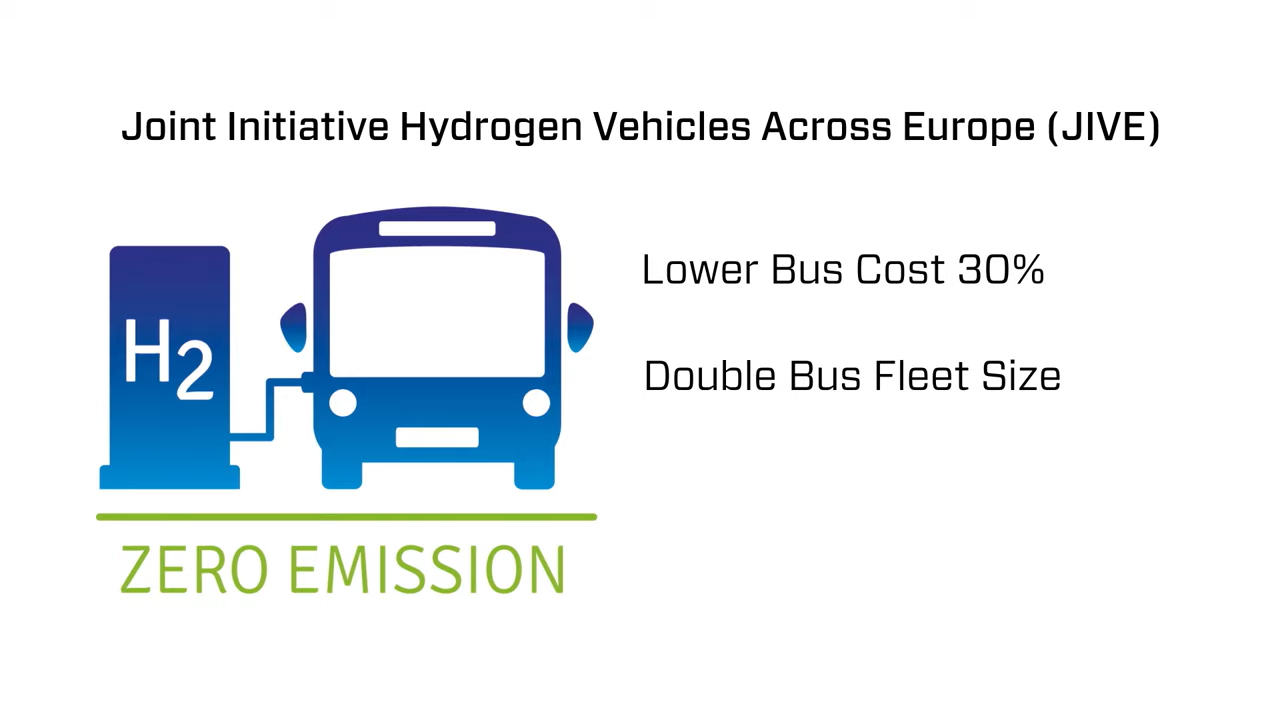 Joint Initiative Hydrogen Vehicles Across Europe (JIVE)
Lower Bus Cost 30%
H2
Double Bus Fleet Size
ZERO EMISSION